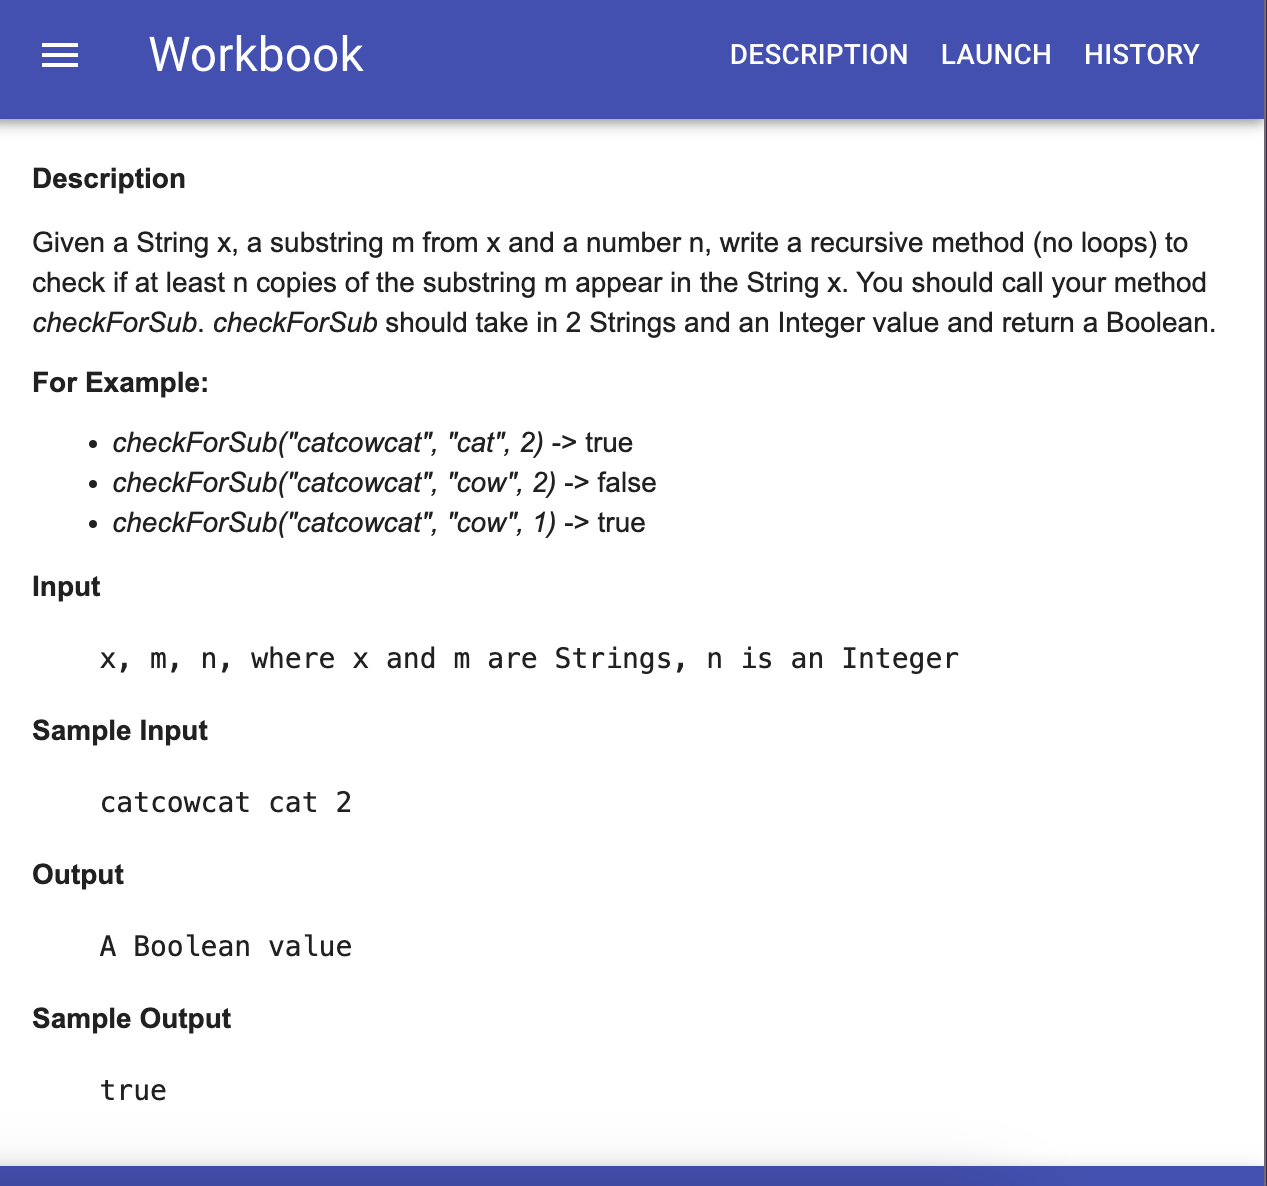 Workbook
DESCRIPTION LAUNCH HISTORY
Description
Given a String x, a substring m from x and a number n, write a recursive method (no loops) to
check if at least n copies of the substring m appear in the String x. You should call your method
checkForSub. checkForSub should take in 2 Strings and an Integer value and return a Boolean.
For Example:
• checkForSub("catcowcat", "cat", 2) -> true
• checkForSub("catcowcat", "cow", 2) -> false
• checkForSub("catcowcat", "cow", 1) -> true
Input
x, m, n, where x and m are Strings, n is an Integer
Sample Input
catcowcat cat 2
Output
A Boolean value
Sample Output
true